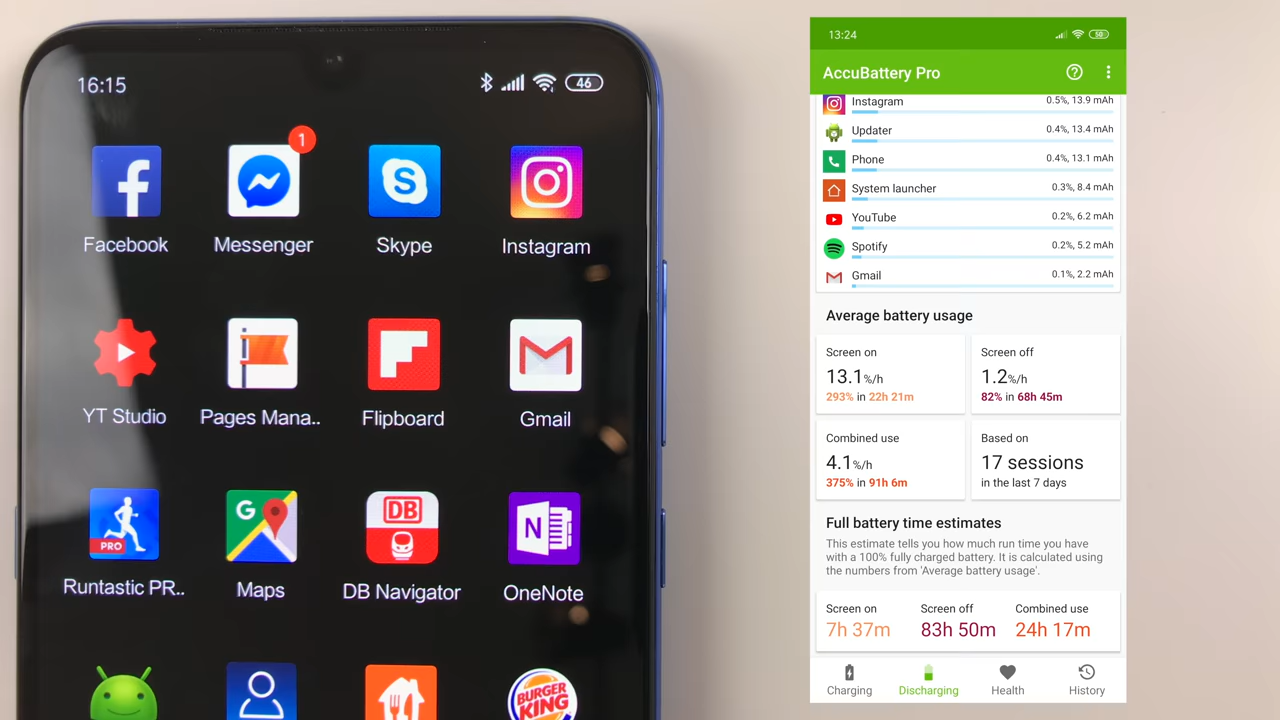 16:15
46
1
Facebook
Messenger
Skype
Instagram
YT Studio
Pages Mana..
Flipboard
Gmail
PRO
G
DB
N
Runtastic PR..
Maps
DB Navigator
OneNote
BURGER
KING
13:24
50
AccuBattery Pro
Instagram 0.5%, 13.9 mAh
Updater 0.4%, 13.4 mAh
Phone 0.4%, 13.1 mAh
System launcher 0.3%, 8.4 mAh
YouTube 0.2%, 6.2 mAh
Spotify 0.2%, 5.2 mAh
Gmail 0.1%, 2.2 mAh
Average battery usage
Screen on
13.1%/h
293% in 22h 21m
Screen off
1.2%/h
82% in 68h 45m
Combined use
4.1%/h
375% in 91h 6m
Based on
17 sessions
in the last 7 days
Full battery time estimates
This estimate tells you how much run time you have
with a 100% fully charged battery. It is calculated using
the numbers from 'Average battery usage'.
Screen on Screen off Combined use
7h 37m 83h 50m 24h 17m
Charging Discharging Health History